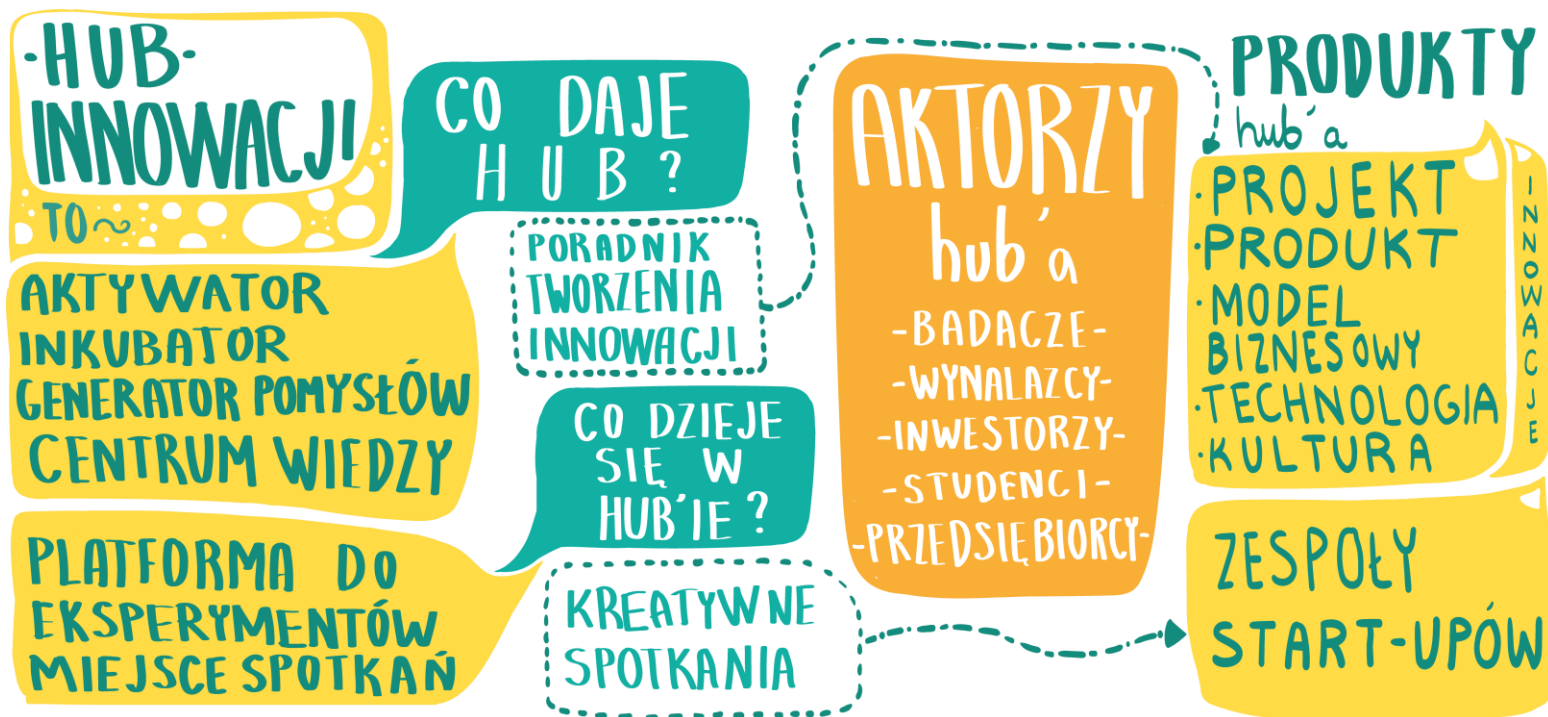 ·HUB·
INNOWACJI
TO~
AKTYWATOR
INKUBATOR
GENERATOR POMYSŁÓW
CENTRUM WIEDZY
PLATFORMA DO
EKSPERYMENTÓW
MIEJSCE SPOTKAŃ
CO DAJE
HUB?
PORADNIK
TWORZENIA
INNOWACJI
CO DZIEJE
SIĘ W
HUB'IE?
KREATYWNE
SPOTKANIA
AKTORZY
hub'a
-BADACZE-
-WYNALAZCY-
-INWESTORZY-
-STUDENCI-
-PRZEDSIĘBIORCY-
PRODUKTY
hub'a
·PROJEKT
·PRODUKT
·MODEL
BIZNESOWY
·TECHNOLOGIA
·KULTURA
INNOWACJE
ZESPOŁY
START-UPÓW